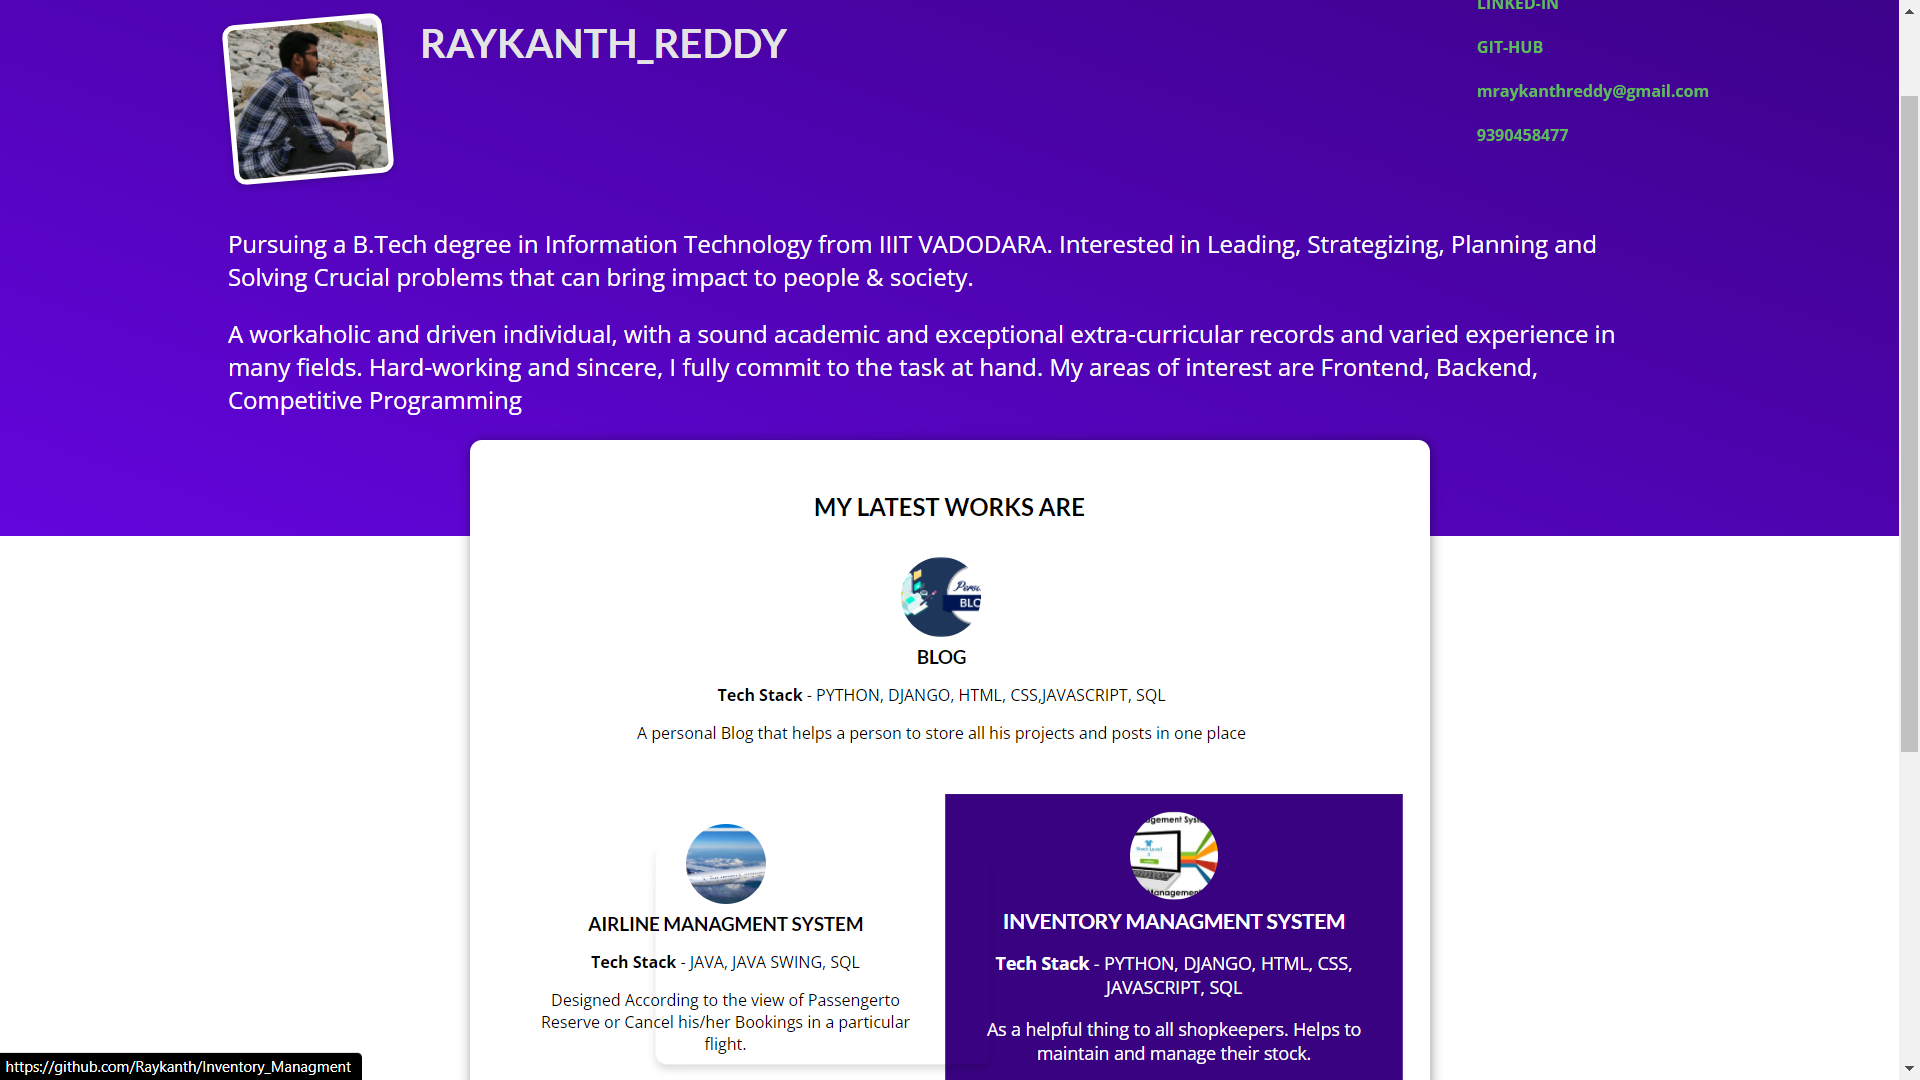 LINKED-IN
RAYKANTH_REDDY
GIT-HUB
mraykanthreddy@gmail.com
9390458477
Pursuing a B.Tech degree in Information Technology from IIIT VADODARA. Interested in Leading, Strategizing, Planning and
Solving Crucial problems that can bring impact to people & society.
A workaholic and driven individual, with a sound academic and exceptional extra-curricular records and varied experience in
many fields. Hard-working and sincere, I fully commit to the task at hand. My areas of interest are Frontend, Backend,
Competitive Programming
MY LATEST WORKS ARE
BLOG
Tech Stack - PYTHON, DJANGO, HTML, CSS,JAVASCRIPT, SQL
A personal Blog that helps a person to store all his projects and posts in one place
AIRLINE MANAGMENT SYSTEM
Tech Stack - JAVA, JAVA SWING, SQL
Designed According to the view of Passengerto
Reserve or Cancel his/her Bookings in a particular
flight.
INVENTORY MANAGMENT SYSTEM
Tech Stack - PYTHON, DJANGO, HTML, CSS,
JAVASCRIPT, SQL
As a helpful thing to all shopkeepers. Helps to
maintain and manage their stock.
https://github.com/Raykanth/Inventory_Managment